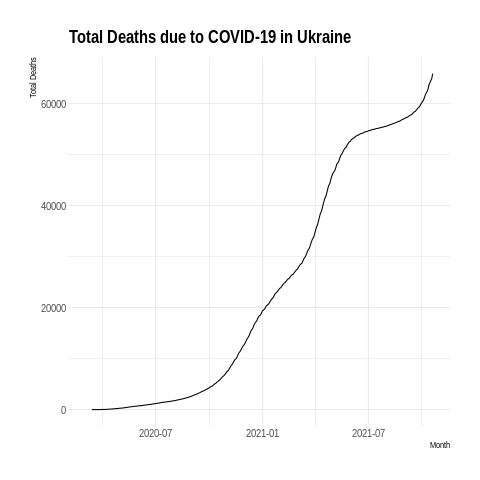 Total Deaths due to COVID-19 in Ukraine
Total Deaths
60000
40000
20000
0
2020-07 2021-01 2021-07
Month